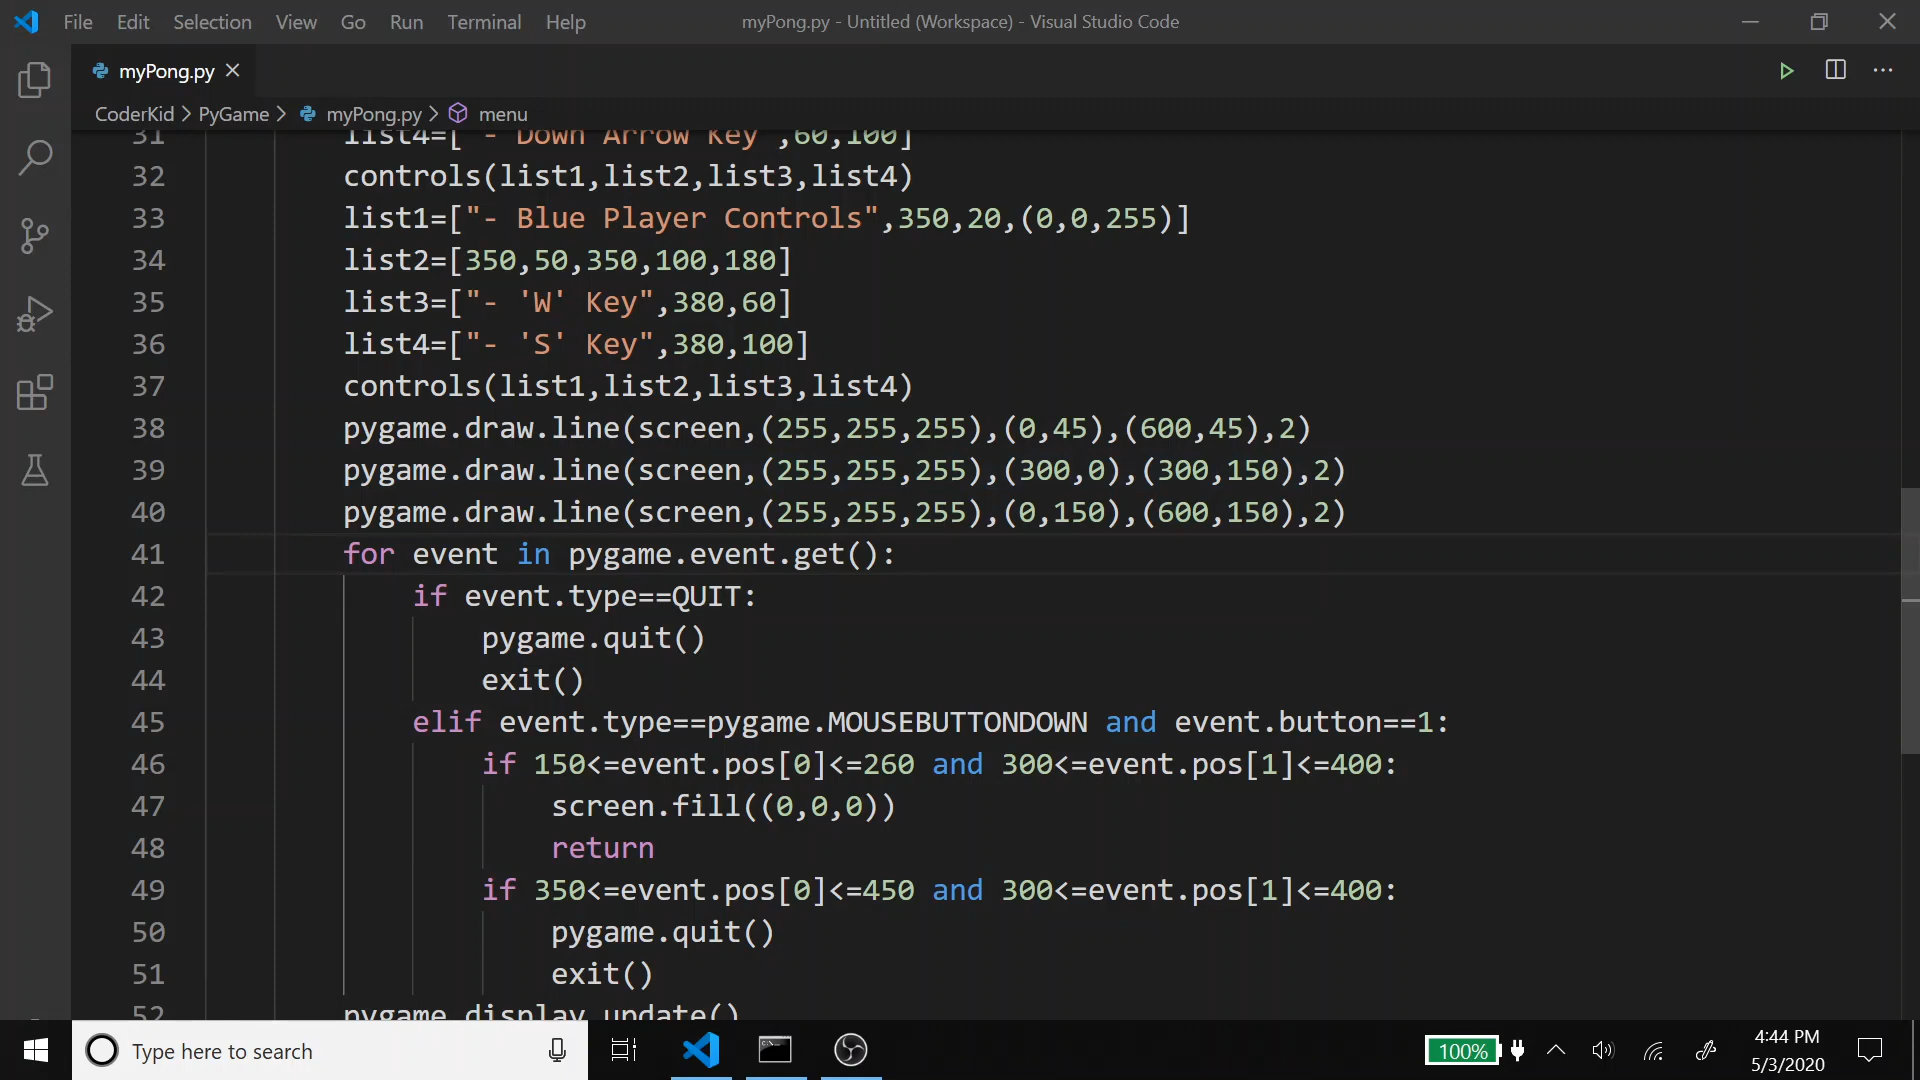 File Edit Selection View Go Run Terminal Help myPong.py - Untitled (Workspace) - Visual Studio Code
myPong.py
CoderKid > PyGame > myPong.py > menu
31 list4=["- Down Arrow Key",60,100]
32 controls(list1,list2,list3,list4)
33 list1=["- Blue Player Controls",350,20,(0,0,255)]
34 list2=[350,50,350,100,180]
35 list3=["- 'W' Key",380,60]
36 list4=["- 'S' Key",380,100]
37 controls(list1,list2,list3,list4)
38 pygame.draw.line(screen,(255,255,255),(0,45),(600,45),2)
39 pygame.draw.line(screen,(255,255,255),(300,0),(300,150),2)
40 pygame.draw.line(screen,(255,255,255),(0,150),(600,150),2)
41 for event in pygame.event.get():
42 if event.type==QUIT:
43 pygame.quit()
44 exit()
45 elif event.type==pygame.MOUSEBUTTONDOWN and event.button==1:
46 if 150<=event.pos[0]<=260 and 300<=event.pos[1]<=400:
47 screen.fill((0,0,0))
48 return
49 if 350<=event.pos[0]<=450 and 300<=event.pos[1]<=400:
50 pygame.quit()
51 exit()
52 pygame.display.update()
Type here to search
100%
4:44 PM
5/3/2020